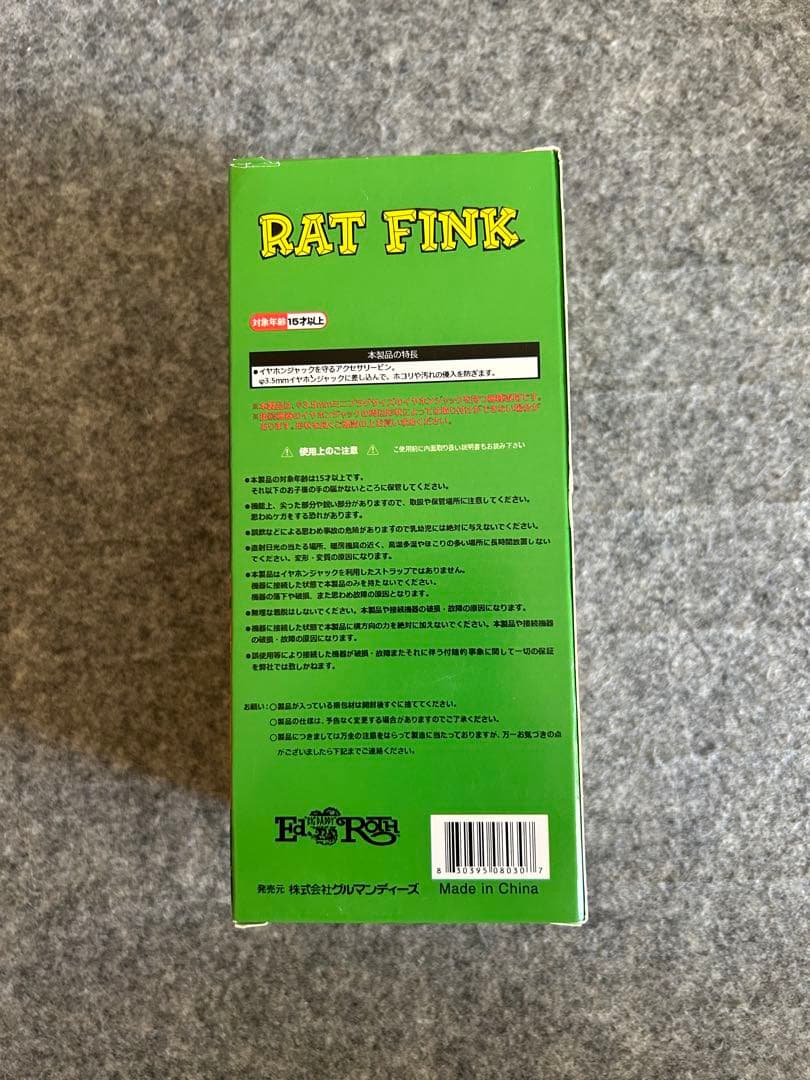 RAT FINK
対象年齢 15才以上
本製品の特長
●イヤホンジャックを守るアクセサリーピン。
φ3.5mmイヤホンジャックに差し込んで、ホコリや汚れの侵入を防ぎます。
⚠ 使用上のご注意 ⚠ ご使用前に内面取り扱い説明書もお読み下さい
●本製品の対象年齢は15才以上です。
それ以下のお子様の手の届かないところに保管してください。
●機能上、尖った部分や鋭い部分がありますので、取扱や保管場所に注意してください。
思わぬケガをする恐れがあります。
●誤飲などによる思わぬ事故の危険がありますので乳幼児には絶対に与えないでください。
●直射日光の当たる場所、暖房機具の近く、高温多湿やほこりの多い場所に長時間放置しない
でください。変形・変質の原因になります。
●本製品はイヤホンジャックを利用したストラップではありません。
機器に接続した状態で本製品のみを持たないでください。
機器の落下や破損、また思わぬ故障の原因となります。
●無理な着脱はしないでください。本製品や接続機器の破損・故障の原因になります。
●機器に接続した状態で本製品に横方向の力を絶対に加えないでください。本製品や接続機器
の破損・故障の原因になります。
●誤使用等により接続した機器が破損・故障またそれに伴う付随的事象に関して一切の保証
を弊社では致しかねます。
お願い:○製品が入っている梱包材は開封後すぐに捨ててください。
○製品の仕様は、予告なく変更する場合がありますのでご了承ください。
○製品につきましては万全の注意をはらって製造に当たっておりますが、万一お気づきの点
がございましたら下記までご連絡ください。
Ed "BIG DADDY" Roth
8 30395 08030 7
発売元 株式会社グルマンディーズ Made in China